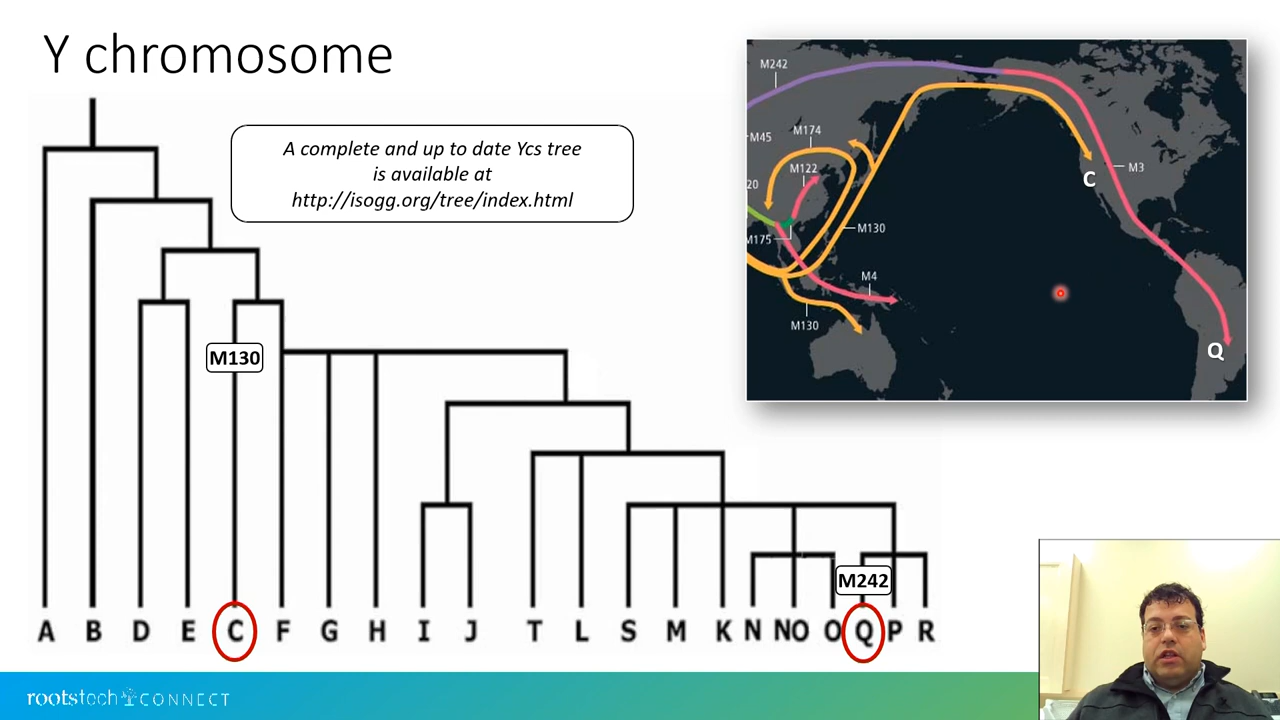 Y chromosome
A complete and up to date Ycs tree
is available at
http://isogg.org/tree/index.html
M130
M242
A B D E C F G H I J T L S M K N NO O Q P R
M242
M45
M174
M122
20
M175
M130
M4
M130
M3
C
Q
rootstech CONNECT